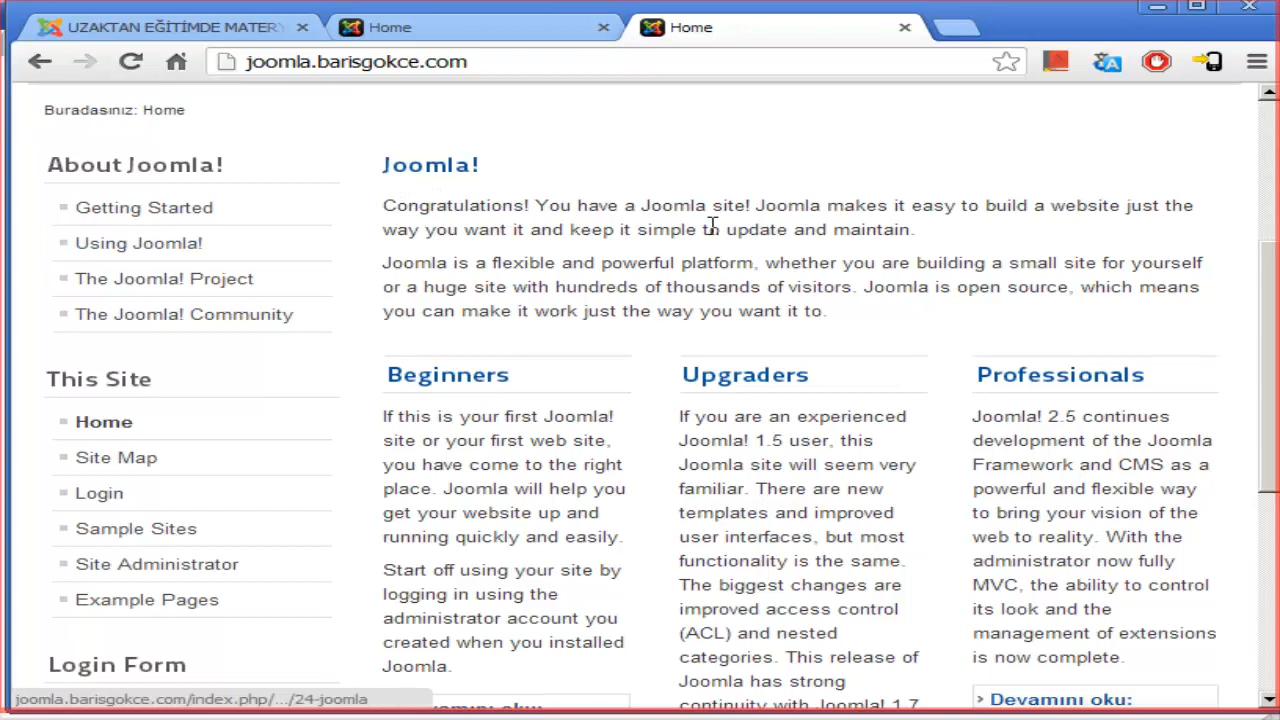 UZAKTAN EĞİTİMDE MATERY
Home
Home
joomla.barisgokce.com
Buradasınız: Home
About Joomla!
Getting Started
Using Joomla!
The Joomla! Project
The Joomla! Community
This Site
Home
Site Map
Login
Sample Sites
Site Administrator
Example Pages
Login Form
Joomla!
Congratulations! You have a Joomla site! Joomla makes it easy to build a website just the
way you want it and keep it simple to update and maintain.
Joomla is a flexible and powerful platform, whether you are building a small site for yourself
or a huge site with hundreds of thousands of visitors. Joomla is open source, which means
you can make it work just the way you want it to.
Beginners
If this is your first Joomla!
site or your first web site,
you have come to the right
place. Joomla will help you
get your website up and
running quickly and easily.
Start off using your site by
logging in using the
administrator account you
created when you installed
Joomla.
Devamını oku:
Upgraders
If you are an experienced
Joomla! 1.5 user, this
Joomla site will seem very
familiar. There are new
templates and improved
user interfaces, but most
functionality is the same.
The biggest changes are
improved access control
(ACL) and nested
categories. This release of
Joomla has strong
continuity with Joomla! 1.7
Professionals
Joomla! 2.5 continues
development of the Joomla
Framework and CMS as a
powerful and flexible way
to bring your vision of the
web to reality. With the
administrator now fully
MVC, the ability to control
its look and the
management of extensions
is now complete.
Devamını oku:
joomla.barisgokce.com/index.php/.../24-joomla